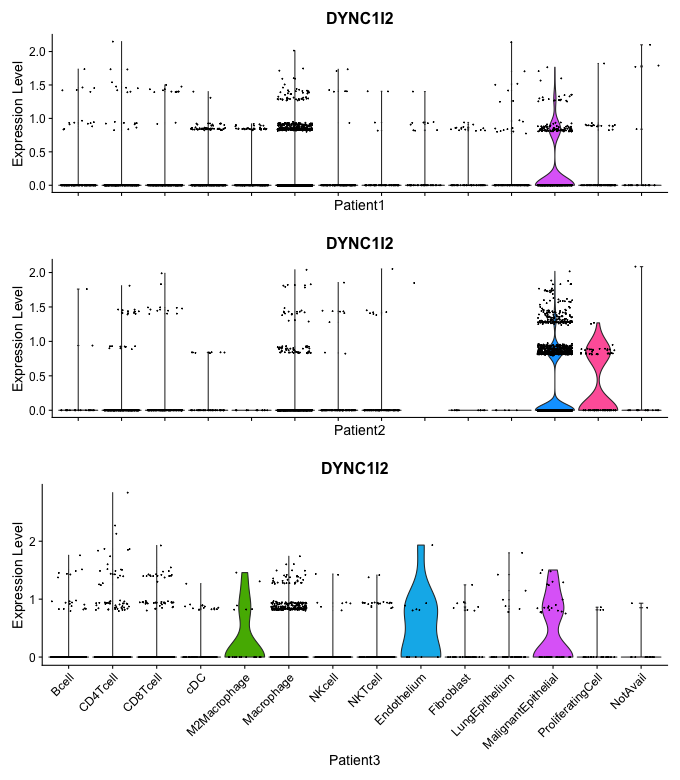 DYNC1I2
Expression Level
2.0
1.5
1.0
0.5
0.0
Patient1
DYNC1I2
Expression Level
2.0
1.5
1.0
0.5
0.0
Patient2
DYNC1I2
Expression Level
2
1
0
Bcell
CD4Tcell
CD8Tcell
cDC
M2Macrophage
Macrophage
NKcell
NKTcell
Endothelium
Fibroblast
LungEpithelium
MalignantEpithelial
ProliferatingCell
NotAvail
Patient3